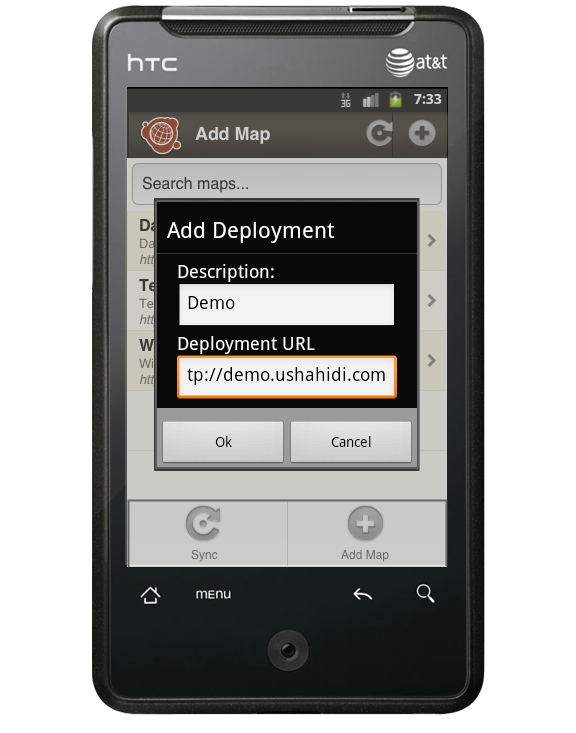 hTC
at&t
3G
7:33
Add Map
Search maps...
Da
Da
htt
Te
Te
htt
W
Wi
htt
Add Deployment
Description:
Demo
Deployment URL
tp://demo.ushahidi.com
Ok
Cancel
Sync
Add Map
MENU